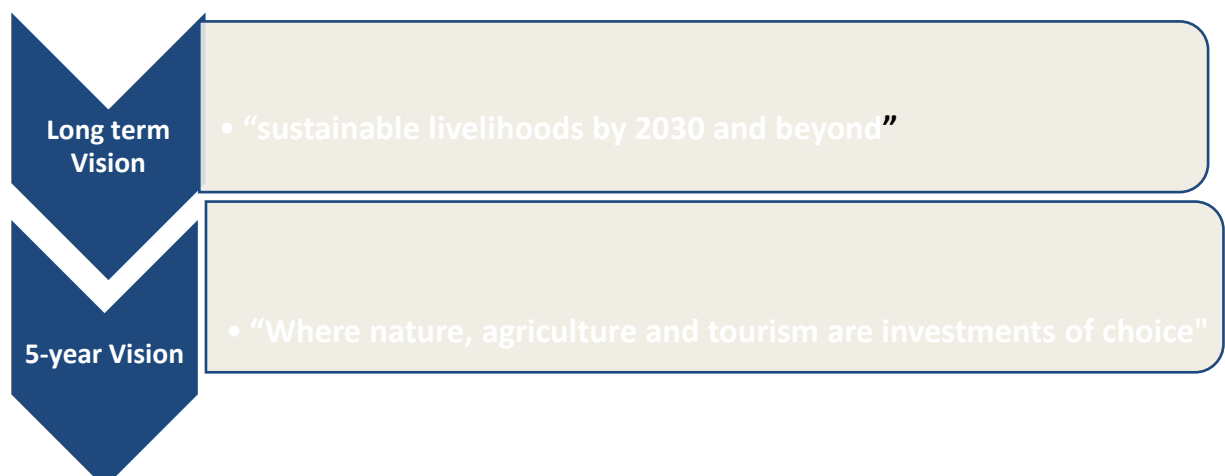 Long term
Vision
• “sustainable livelihoods by 2030 and beyond”
5-year Vision
• “Where nature, agriculture and tourism are investments of choice"